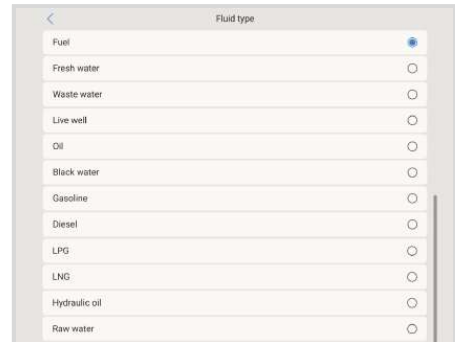 Fluid type
Fuel
Fresh water
Waste water
Live well
Oil
Black water
Gasoline
Diesel
LPG
LNG
Hydraulic oil
Raw water